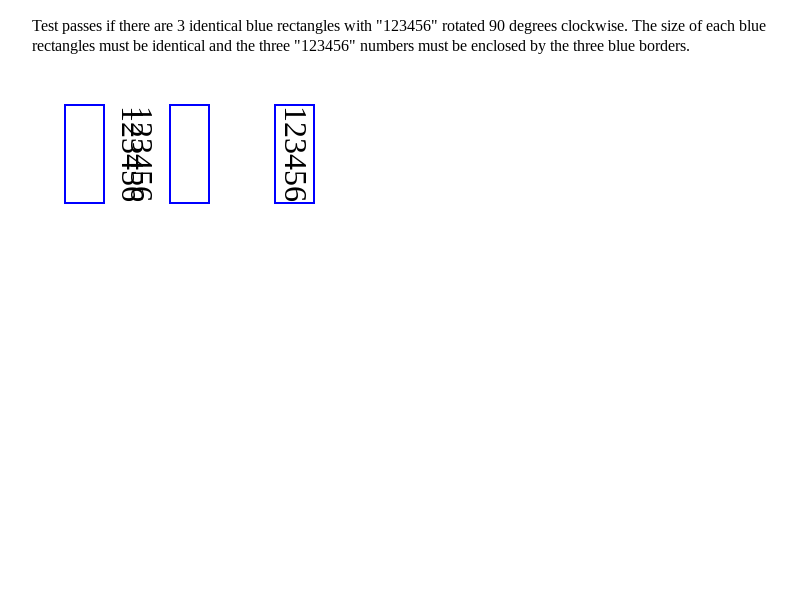 Test passes if there are 3 identical blue rectangles with "123456" rotated 90 degrees clockwise. The size of each blue
rectangles must be identical and the three "123456" numbers must be enclosed by the three blue borders.
123456
123456
123456